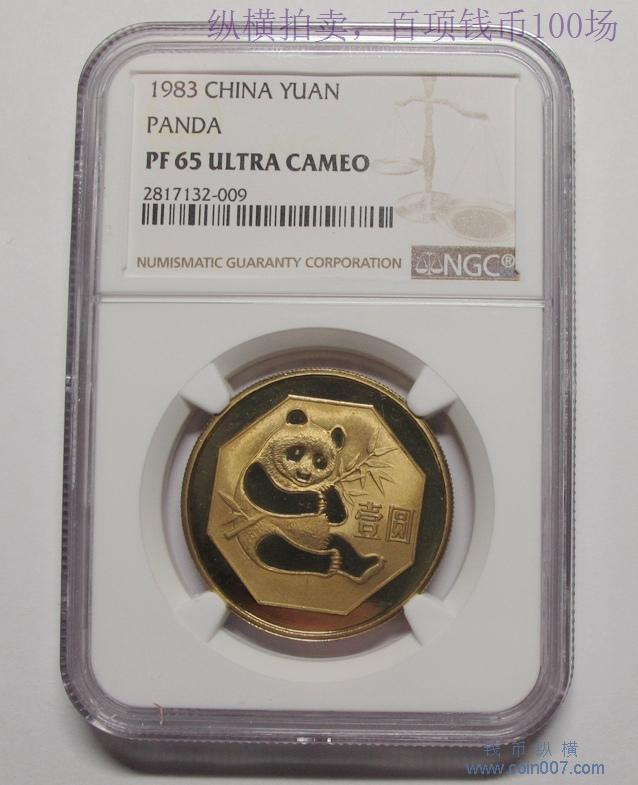 纵横拍卖，百项钱币100场
1983 CHINA YUAN
PANDA
PF 65 ULTRA CAMEO
2817132-009
NUMISMATIC GUARANTY CORPORATION
NGC®
壹圆
钱币纵横
www.coin007.com